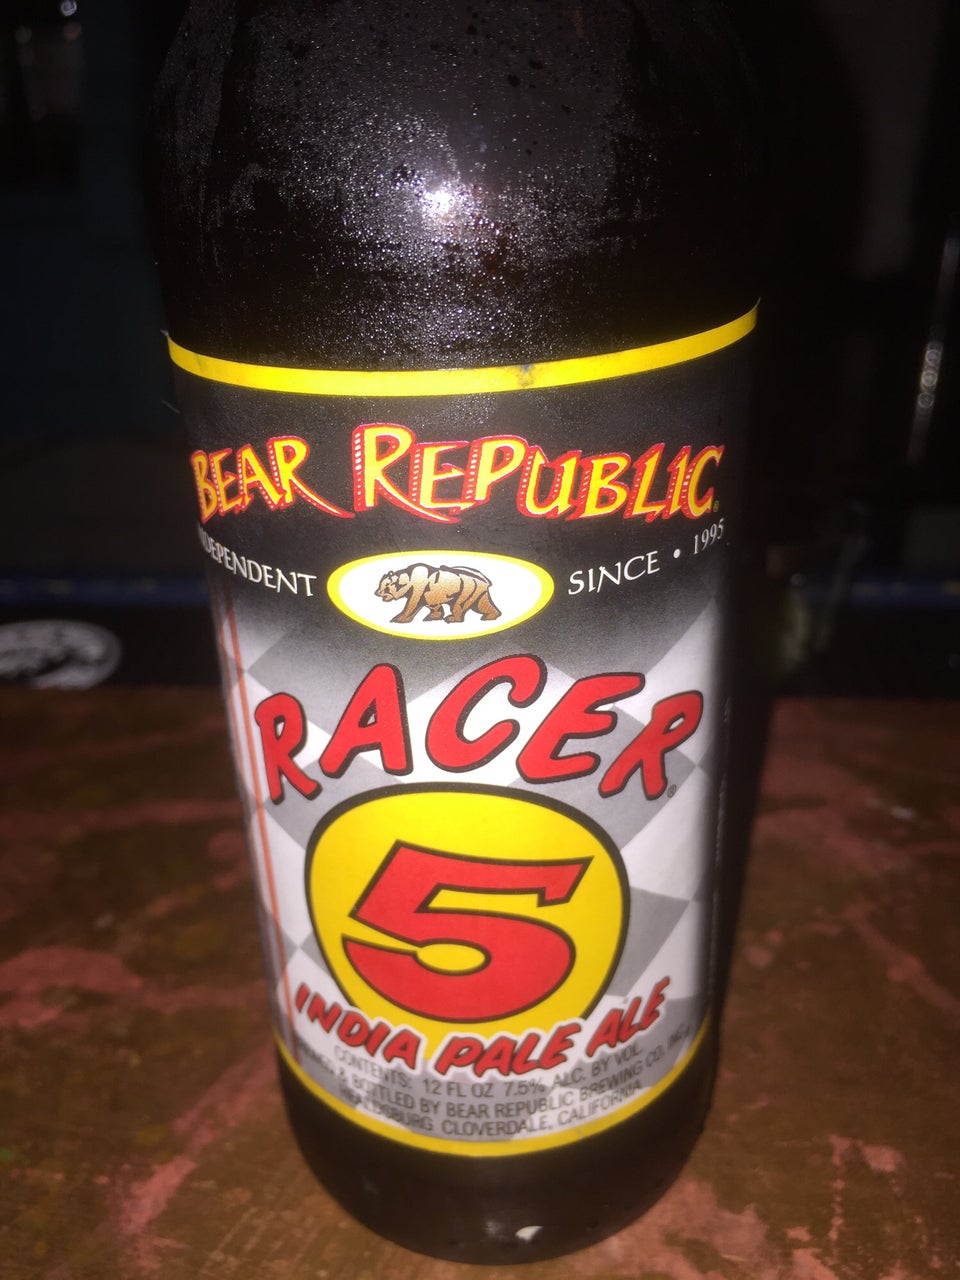 BEAR REPUBLIC®
INDEPENDENT SINCE • 1995
RACER®
5
INDIA PALE ALE
CONTENTS: 12 FL OZ 7.5% ALC. BY VOL.
& BOTTLED BY BEAR REPUBLIC BREWING CO.
HEALDSBURG CLOVERDALE, CALIFORNIA